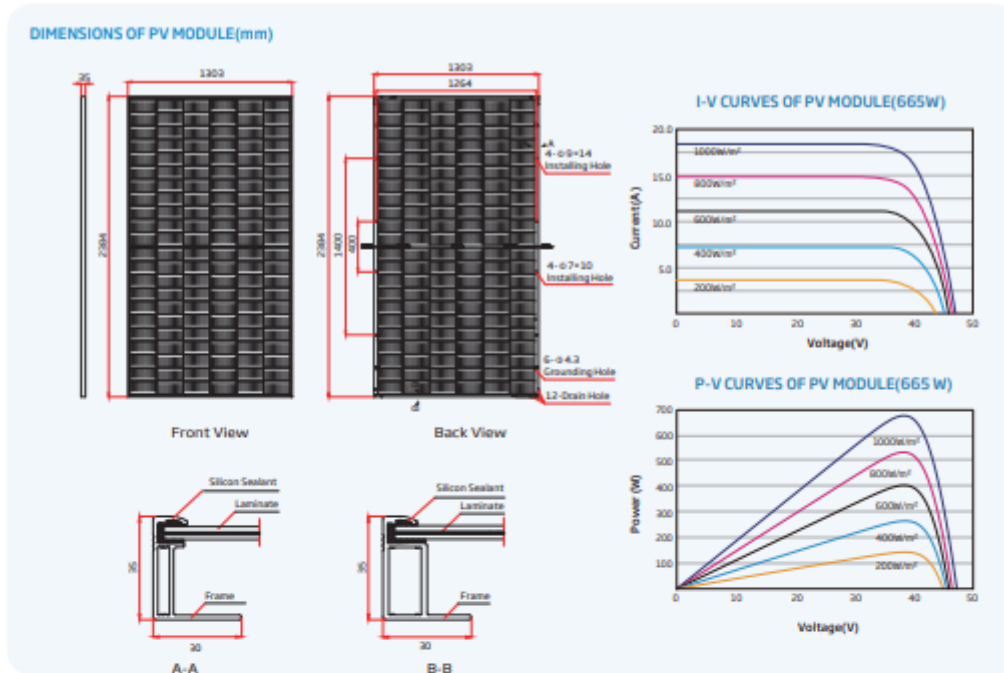 DIMENSIONS OF PV MODULE(mm)
35
1303
2384
Front View
1303
1264
2384
1400
400
A
4-Φ9×14
Installing Hole
4-Φ7×10
Installing Hole
6-Φ4.3
Grounding Hole
12-Drain Hole
B
Back View
Silicon Sealant
Laminate
35
Frame
30
A-A
Silicon Sealant
Laminate
35
Frame
30
B-B
I-V CURVES OF PV MODULE(665W)
20.0
15.0
10.0
5.0
Current(A)
1000W/m²
800W/m²
600W/m²
400W/m²
200W/m²
0 10 20 30 40 50
Voltage(V)
P-V CURVES OF PV MODULE(665 W)
700
600
500
400
300
200
100
Power (W)
1000W/m²
800W/m²
600W/m²
400W/m²
200W/m²
0 10 20 30 40 50
Voltage(V)